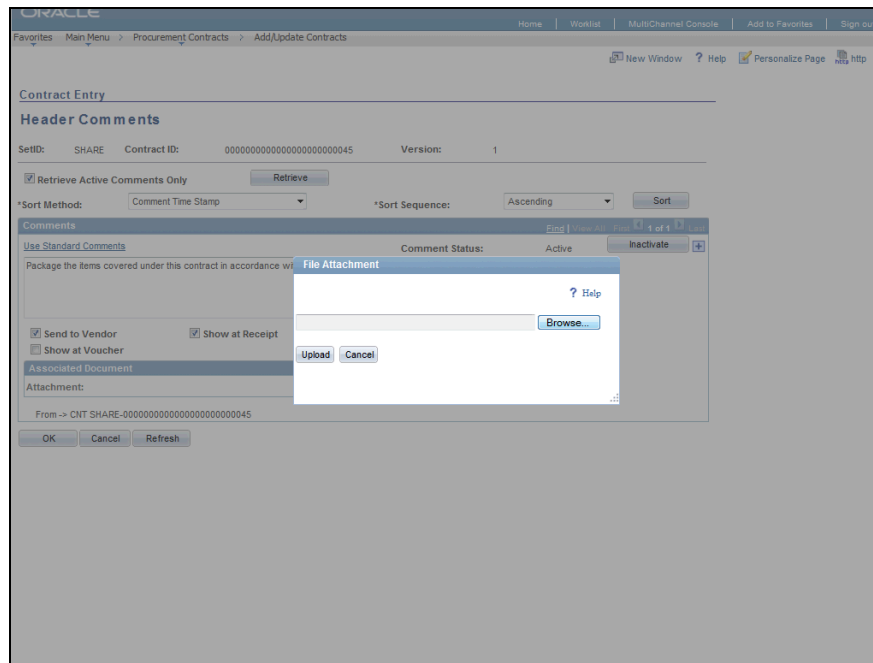 ORACLE
Home | Worklist | MultiChannel Console | Add to Favorites | Sign ou
Favorites Main Menu > Procurement Contracts > Add/Update Contracts
New Window ? Help Personalize Page http
Contract Entry
Header Comments
SetID: SHARE Contract ID: 0000000000000000000000045 Version: 1
Retrieve Active Comments Only Retrieve
*Sort Method: Comment Time Stamp *Sort Sequence: Ascending Sort
Comments Find | View All First 1 of 1 Last
Use Standard Comments Comment Status: Active Inactivate
Package the items covered under this contract in accordance wi
File Attachment
? Help
Browse...
Send to Vendor Show at Receipt
Show at Voucher
Upload Cancel
Associated Document
Attachment:
From -> CNT SHARE-0000000000000000000000045
OK Cancel Refresh